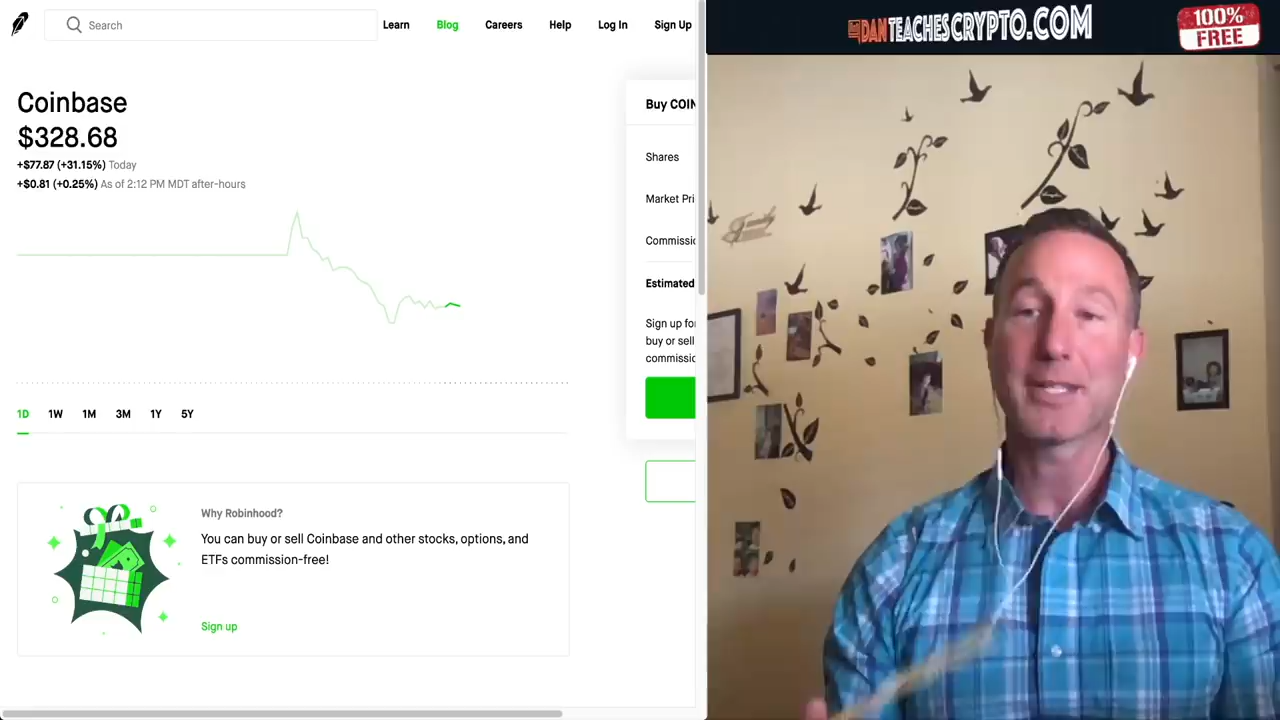 Search
Learn
Blog
Careers
Help
Log In
Sign Up
DANTEACHESCRYPTO.COM
100%
FREE
Coinbase
$328.68
+$77.87 (+31.15%) Today
+$0.81 (+0.25%) As of 2:12 PM MDT after-hours
1D
1W
1M
3M
1Y
5Y
Why Robinhood?
You can buy or sell Coinbase and other stocks, options, and
ETFs commission-free!
Sign up
Buy COIN
Shares
Market Pri
Commissio
Estimated
Sign up for
buy or sell
commissio